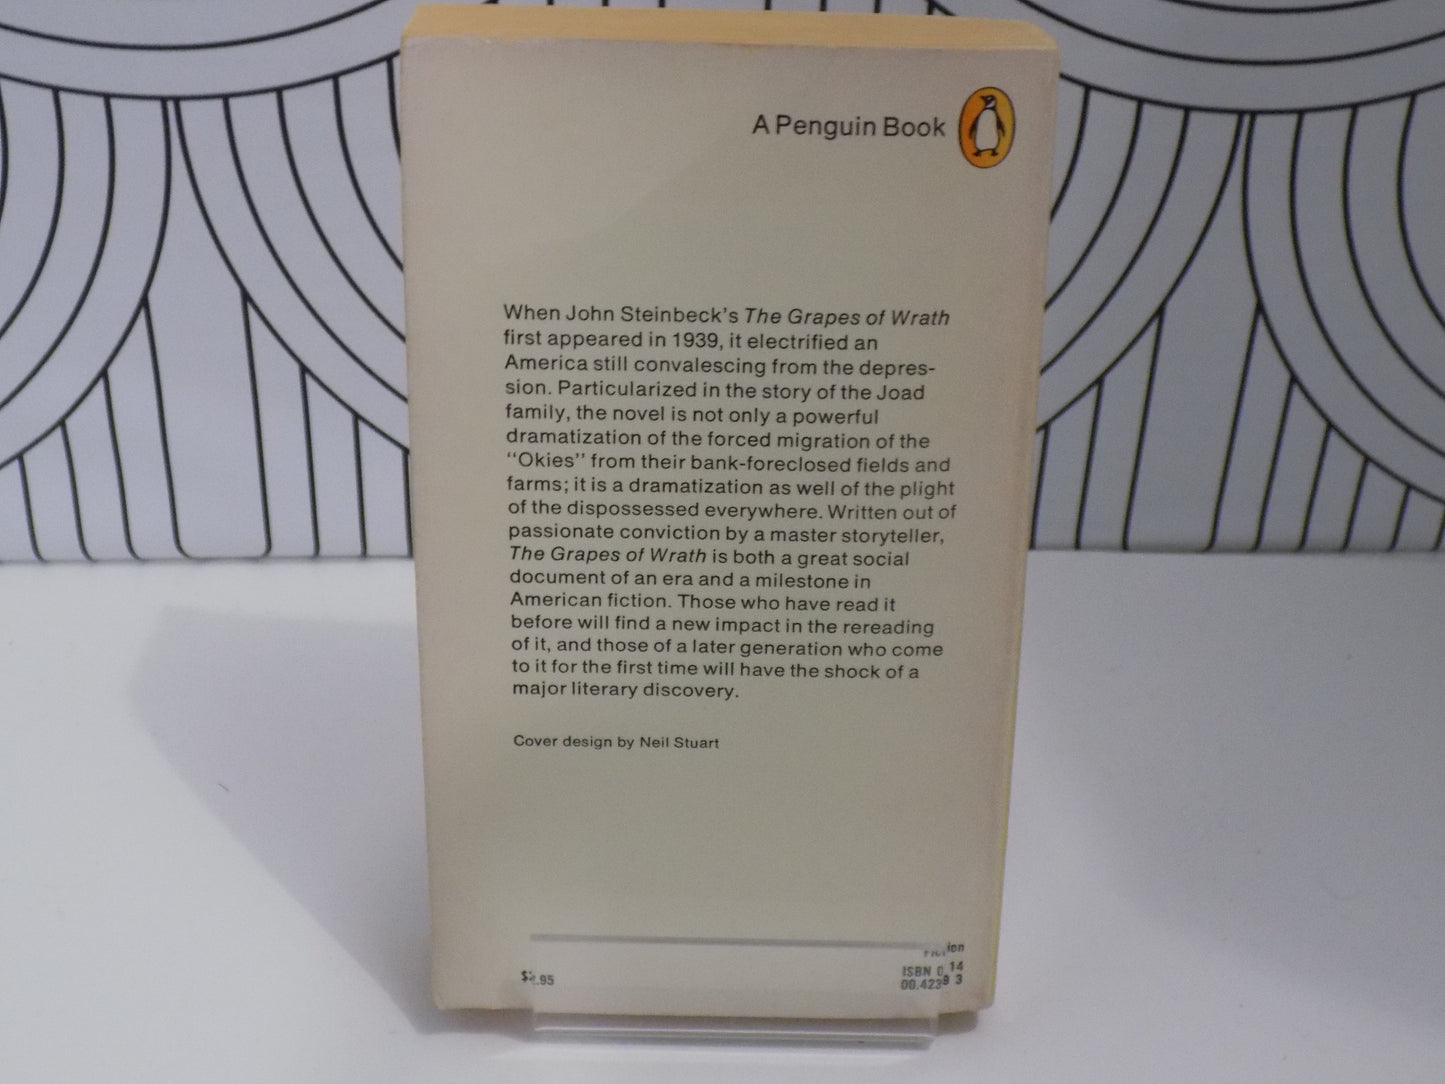 A Penguin Book
When John Steinbeck's The Grapes of Wrath
first appeared in 1939, it electrified an
America still convalescing from the depres-
sion. Particularized in the story of the Joad
family, the novel is not only a powerful
dramatization of the forced migration of the
"Okies" from their bank-foreclosed fields and
farms; it is a dramatization as well of the plight
of the dispossessed everywhere. Written out of
passionate conviction by a master storyteller,
The Grapes of Wrath is both a great social
document of an era and a milestone in
American fiction. Those who have read it
before will find a new impact in the rereading
of it, and those of a later generation who come
to it for the first time will have the shock of a
major literary discovery.
Cover design by Neil Stuart
ISBN 0 14
00.4239 3